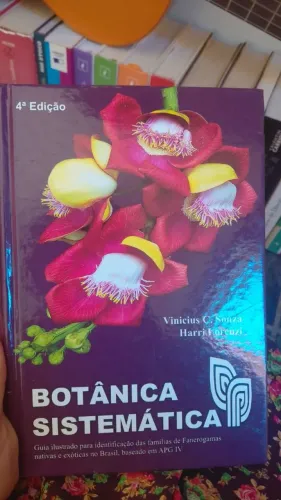 4ª Edição
Vinicius C. Souza
Harri Lorenzi
BOTÂNICA
SISTEMÁTICA
Guia ilustrado para identificação das famílias de Fanerógamas
nativas e exóticas no Brasil, baseado em APG IV